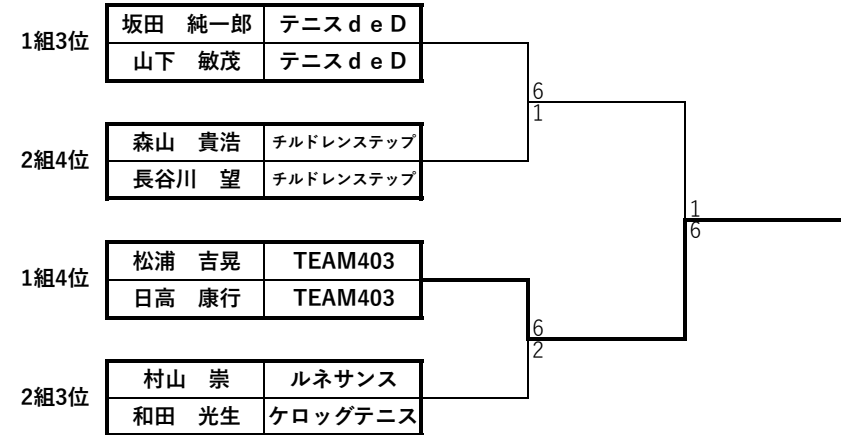 坂田　純一郎 テニスｄｅＤ
1組3位
山下　敏茂 テニスｄｅＤ
6
1
森山　貴浩 チルドレンステップ
2組4位
長谷川　望 チルドレンステップ
1
6
松浦　吉晃 TEAM403
1組4位
日高　康行 TEAM403
6
2
村山　崇 ルネサンス
2組3位
和田　光生 ケロッグテニス